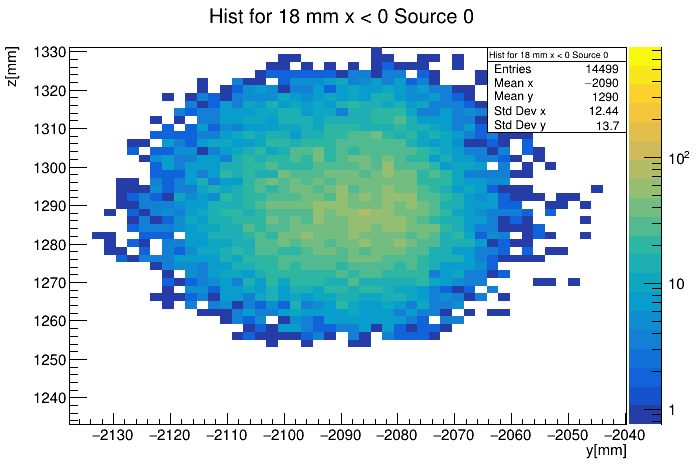 Hist for 18 mm x < 0 Source 0
z[mm]
1330
1320
1310
1300
1290
1280
1270
1260
1250
1240
Hist for 18 mm x < 0 Source 0
Entries 14499
Mean x −2090
Mean y 1290
Std Dev x 12.44
Std Dev y 13.7
10²
10
1
−2130 −2120 −2110 −2100 −2090 −2080 −2070 −2060 −2050 −2040
y[mm]